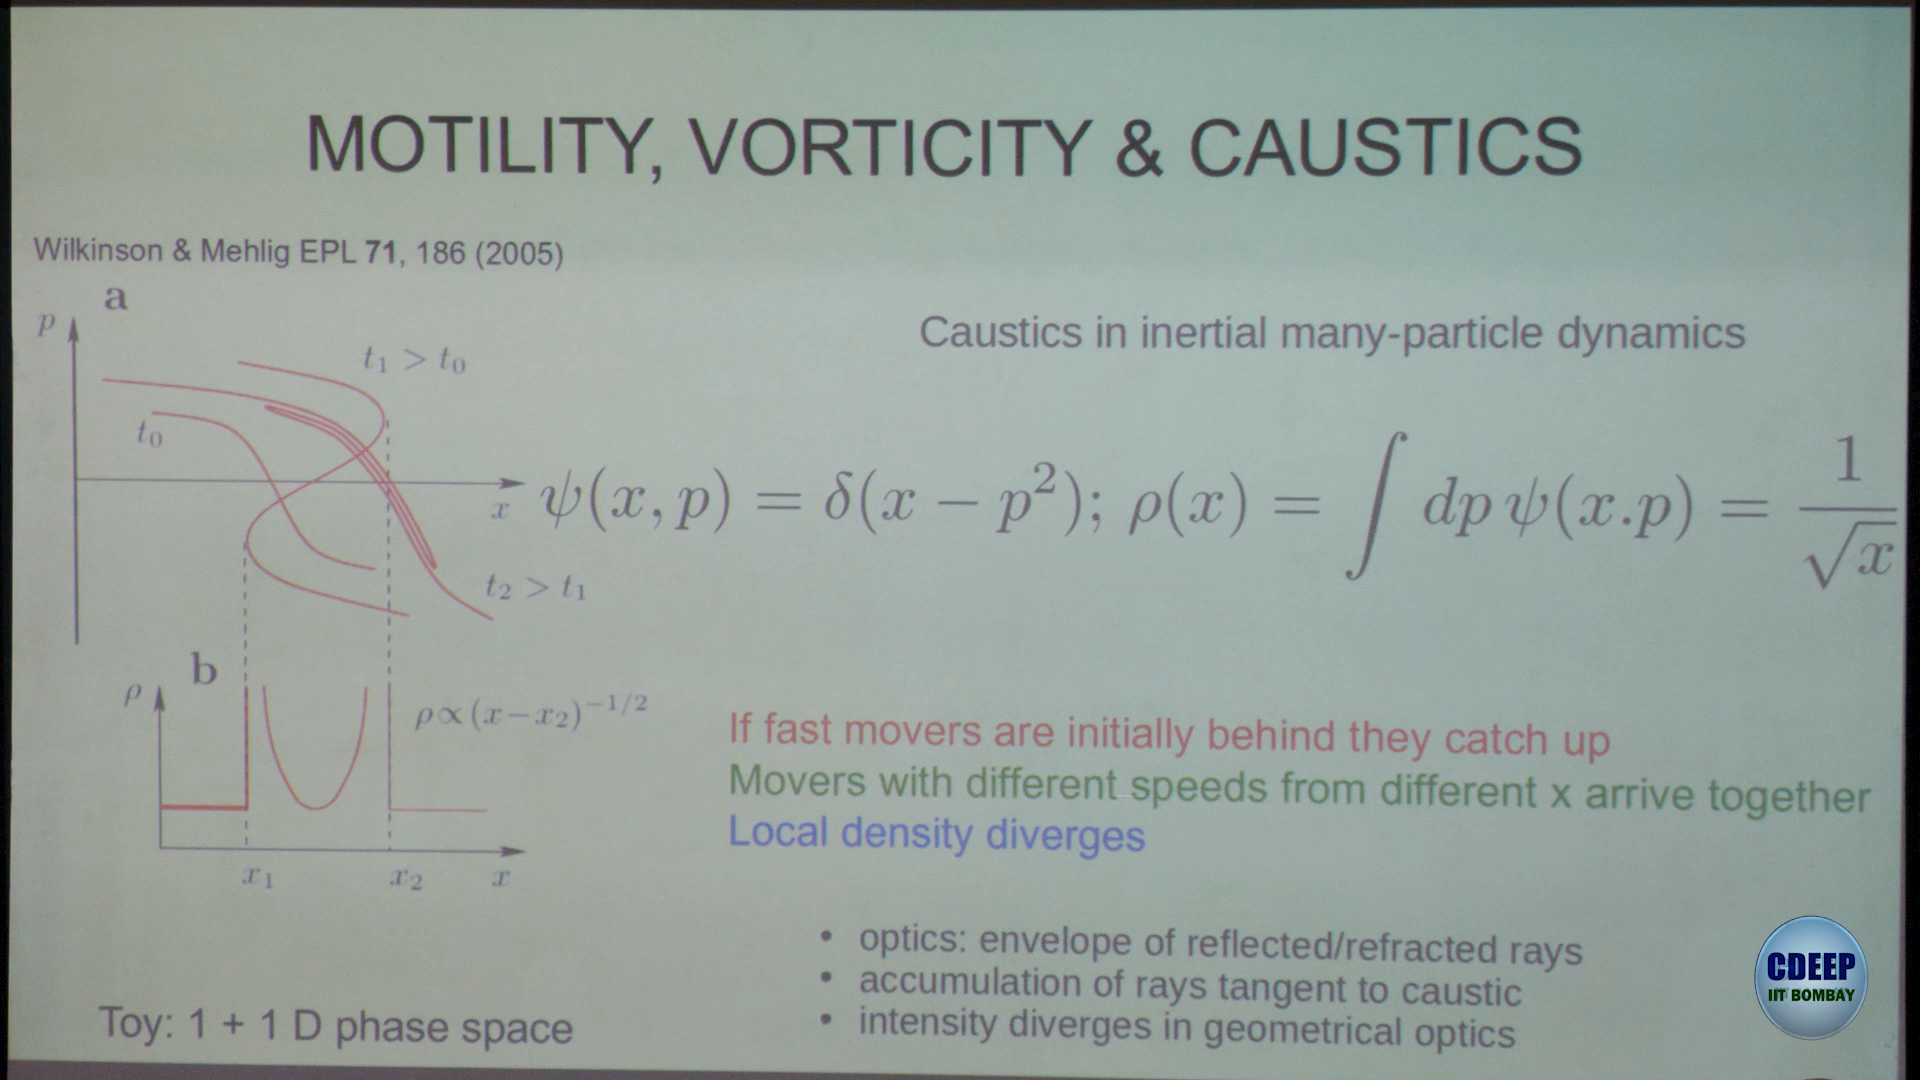 MOTILITY, VORTICITY & CAUSTICS
Wilkinson & Mehlig EPL 71, 186 (2005)
a
p
t₁ > t₀
t₀
x
t₂ > t₁
Caustics in inertial many-particle dynamics
ψ(x, p) = δ(x − p²); ρ(x) = ∫ dp ψ(x.p) = 1/√x
b
ρ
ρ∝(x−x₂)^{−1/2}
x₁ x₂ x
If fast movers are initially behind they catch up
Movers with different speeds from different x arrive together
Local density diverges
• optics: envelope of reflected/refracted rays
• accumulation of rays tangent to caustic
• intensity diverges in geometrical optics
Toy: 1 + 1 D phase space
CDEEP
IIT BOMBAY